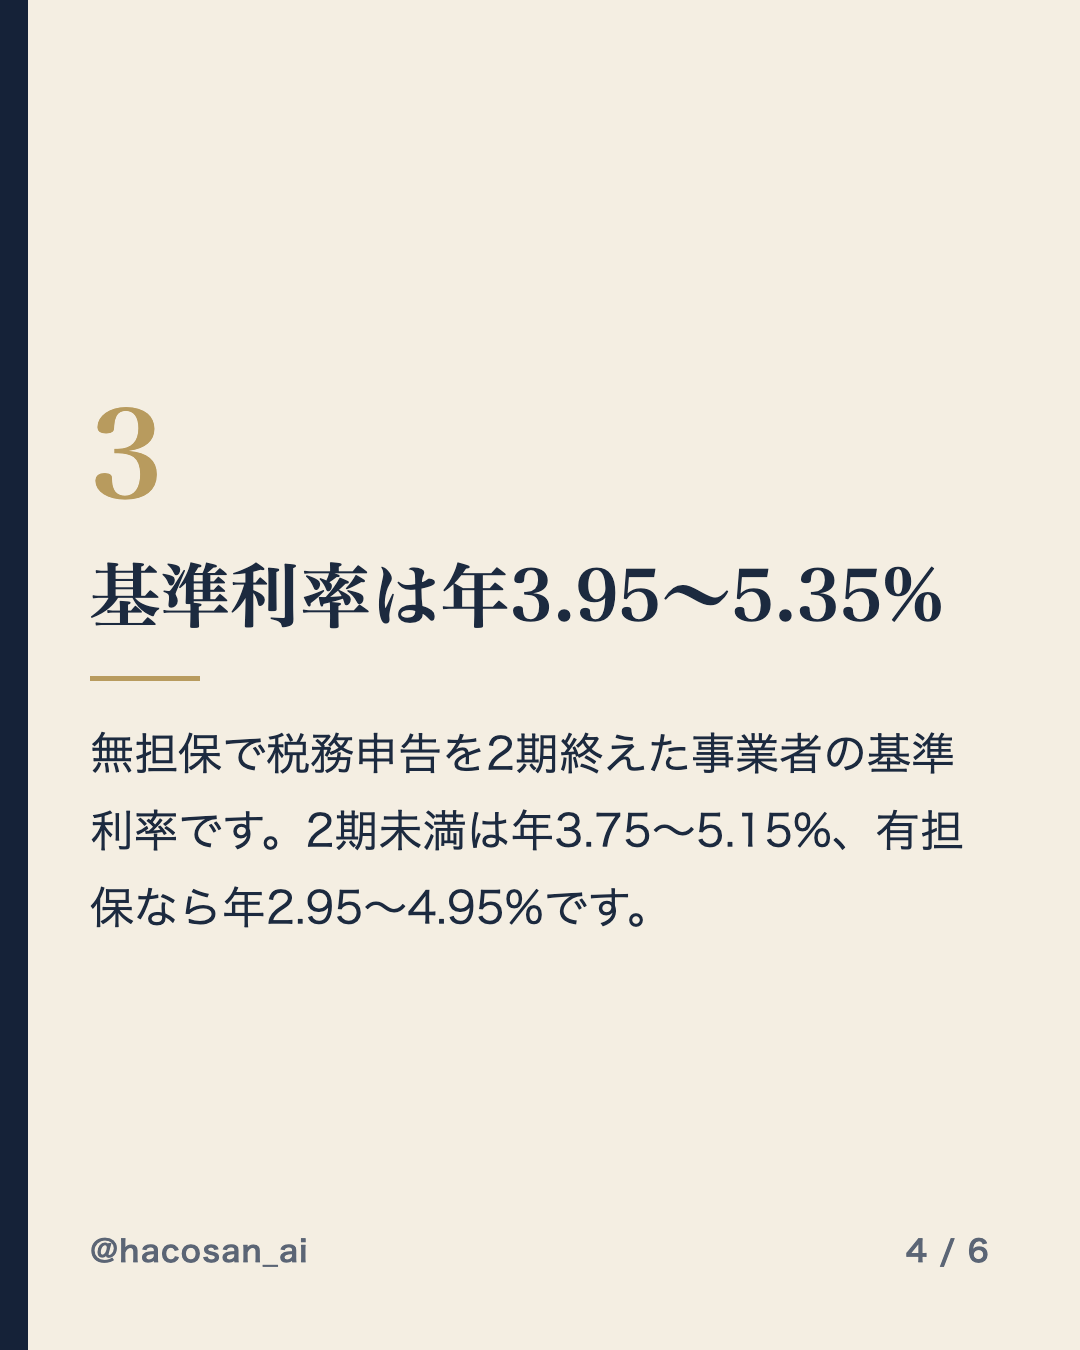 3
基準利率は年3.95〜5.35%
無担保で税務申告を2期終えた事業者の基準
利率です。2期未満は年3.75〜5.15%、有担
保なら年2.95〜4.95%です。
@hacosan_ai
4 / 6